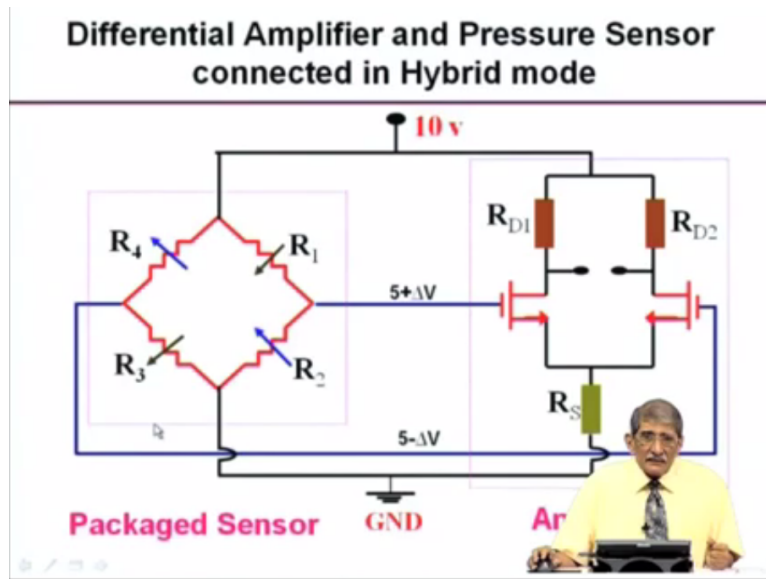 Differential Amplifier and Pressure Sensor
connected in Hybrid mode
10 v
R4
R1
RD1
RD2
5+ΔV
R3
R2
RS
5-ΔV
Packaged Sensor
GND